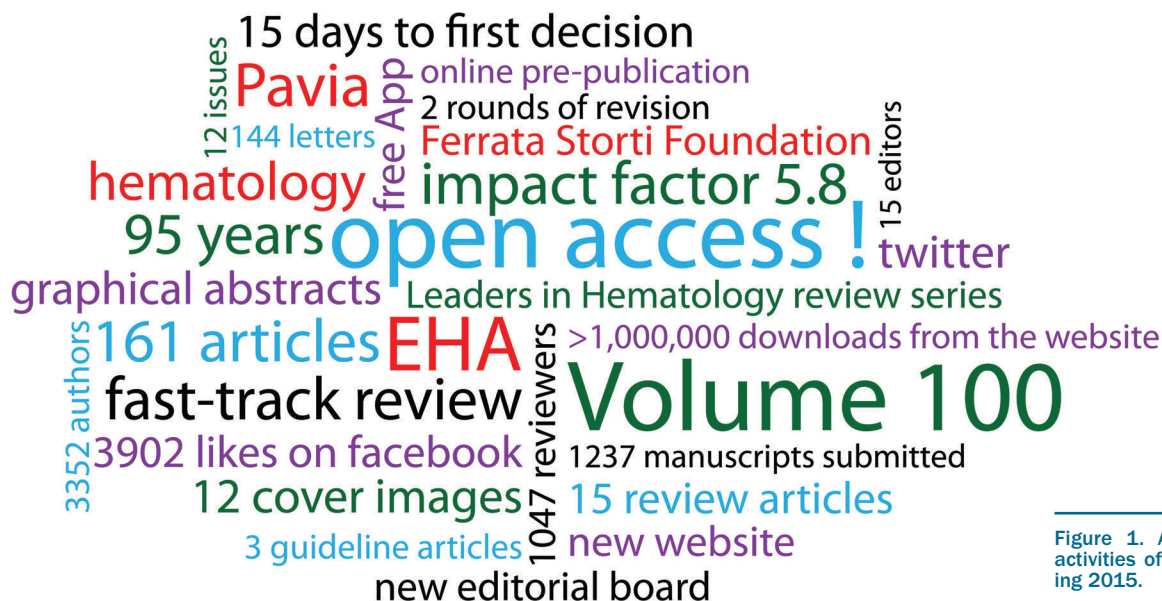 15 days to first decision
12 issues
Pavia
free App
online pre-publication
2 rounds of revision
144 letters
Ferrata Storti Foundation
15 editors
hematology
impact factor 5.8
95 years
open access !
twitter
graphical abstracts
Leaders in Hematology review series
3352 authors
161 articles
EHA
1047 reviewers
>1,000,000 downloads from the website
fast-track review
Volume 100
3902 likes on facebook
1237 manuscripts submitted
12 cover images
15 review articles
3 guideline articles
new website
new editorial board
Figure 1. A
activities of
ing 2015.